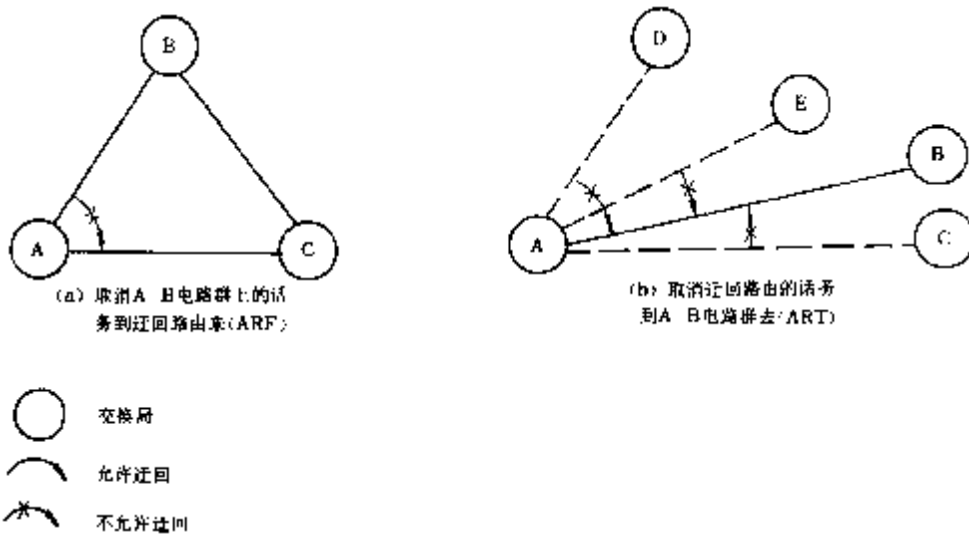 B
A
C
(a) 取消A B电路群上的话
务到迂回路由来(ARF)
D
E
B
A
C
(b) 取消迂回路由的话务
到A B电路群去(ART)
交换局
允许迂回
不允许迂回